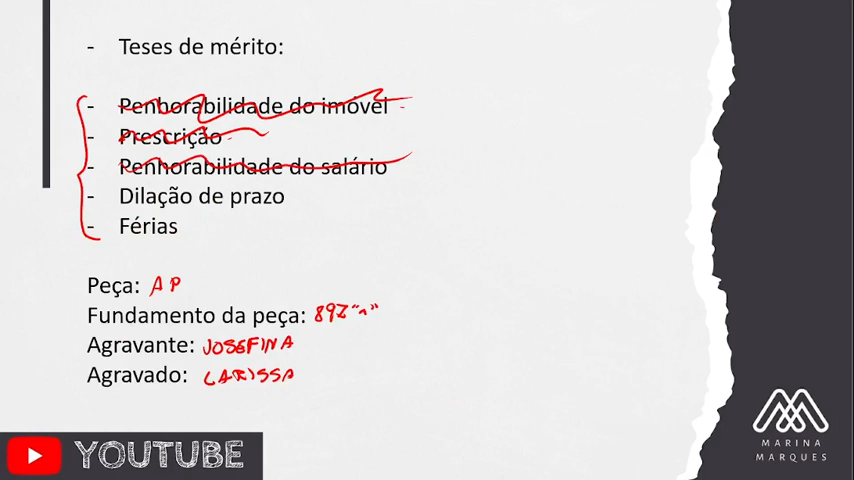 - Teses de mérito:
- Penhorabilidade do imóvel
- Prescrição
- Penhorabilidade do salário
- Dilação de prazo
- Férias
Peça: AP
Fundamento da peça: 897 "a"
Agravante: JOSEFINA
Agravado: LARISSA
YOUTUBE
MARINA
MARQUES